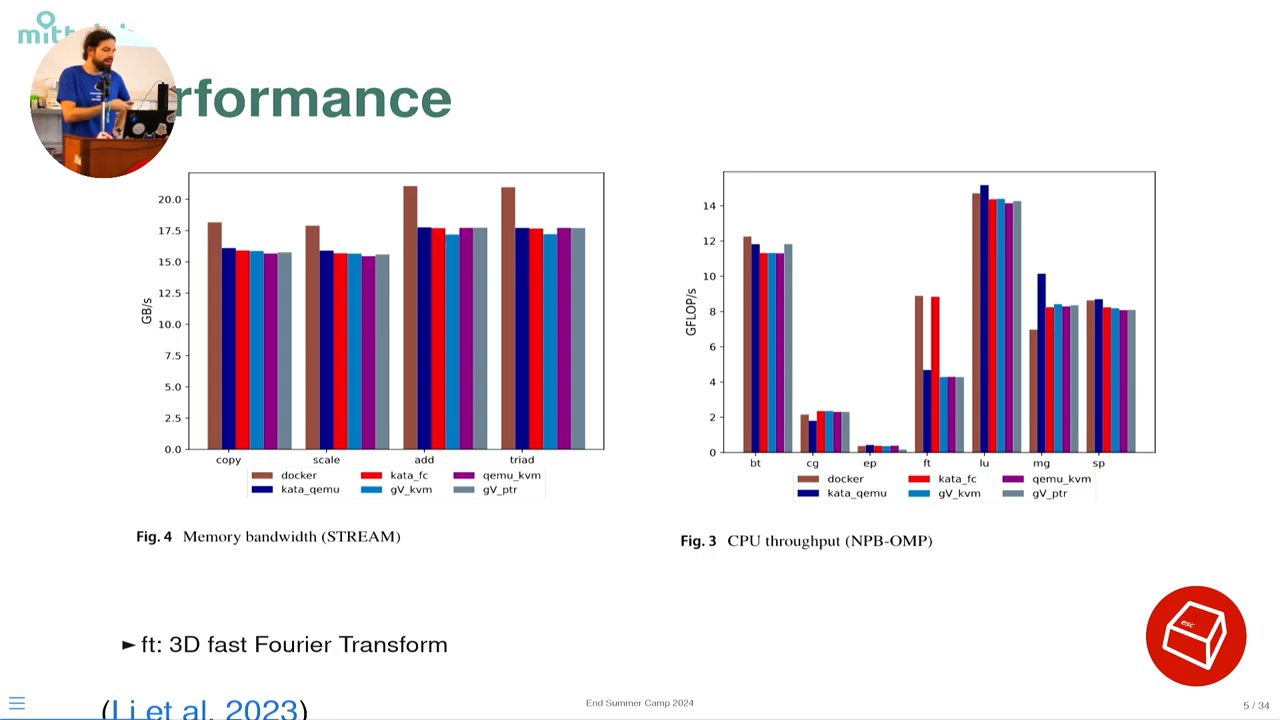 rformance
20.0
17.5
15.0
12.5
10.0
7.5
5.0
2.5
0.0
GB/s
copy scale add triad
docker kata_fc qemu_kvm
kata_qemu gV_kvm gV_ptr
Fig. 4 Memory bandwidth (STREAM)
14
12
10
8
6
4
2
0
GFLOP/s
bt cg ep ft lu mg sp
docker kata_fc qemu_kvm
kata_qemu gV_kvm gV_ptr
Fig. 3 CPU throughput (NPB-OMP)
esc
► ft: 3D fast Fourier Transform
(Li et al. 2023)
End Summer Camp 2024
5 / 34